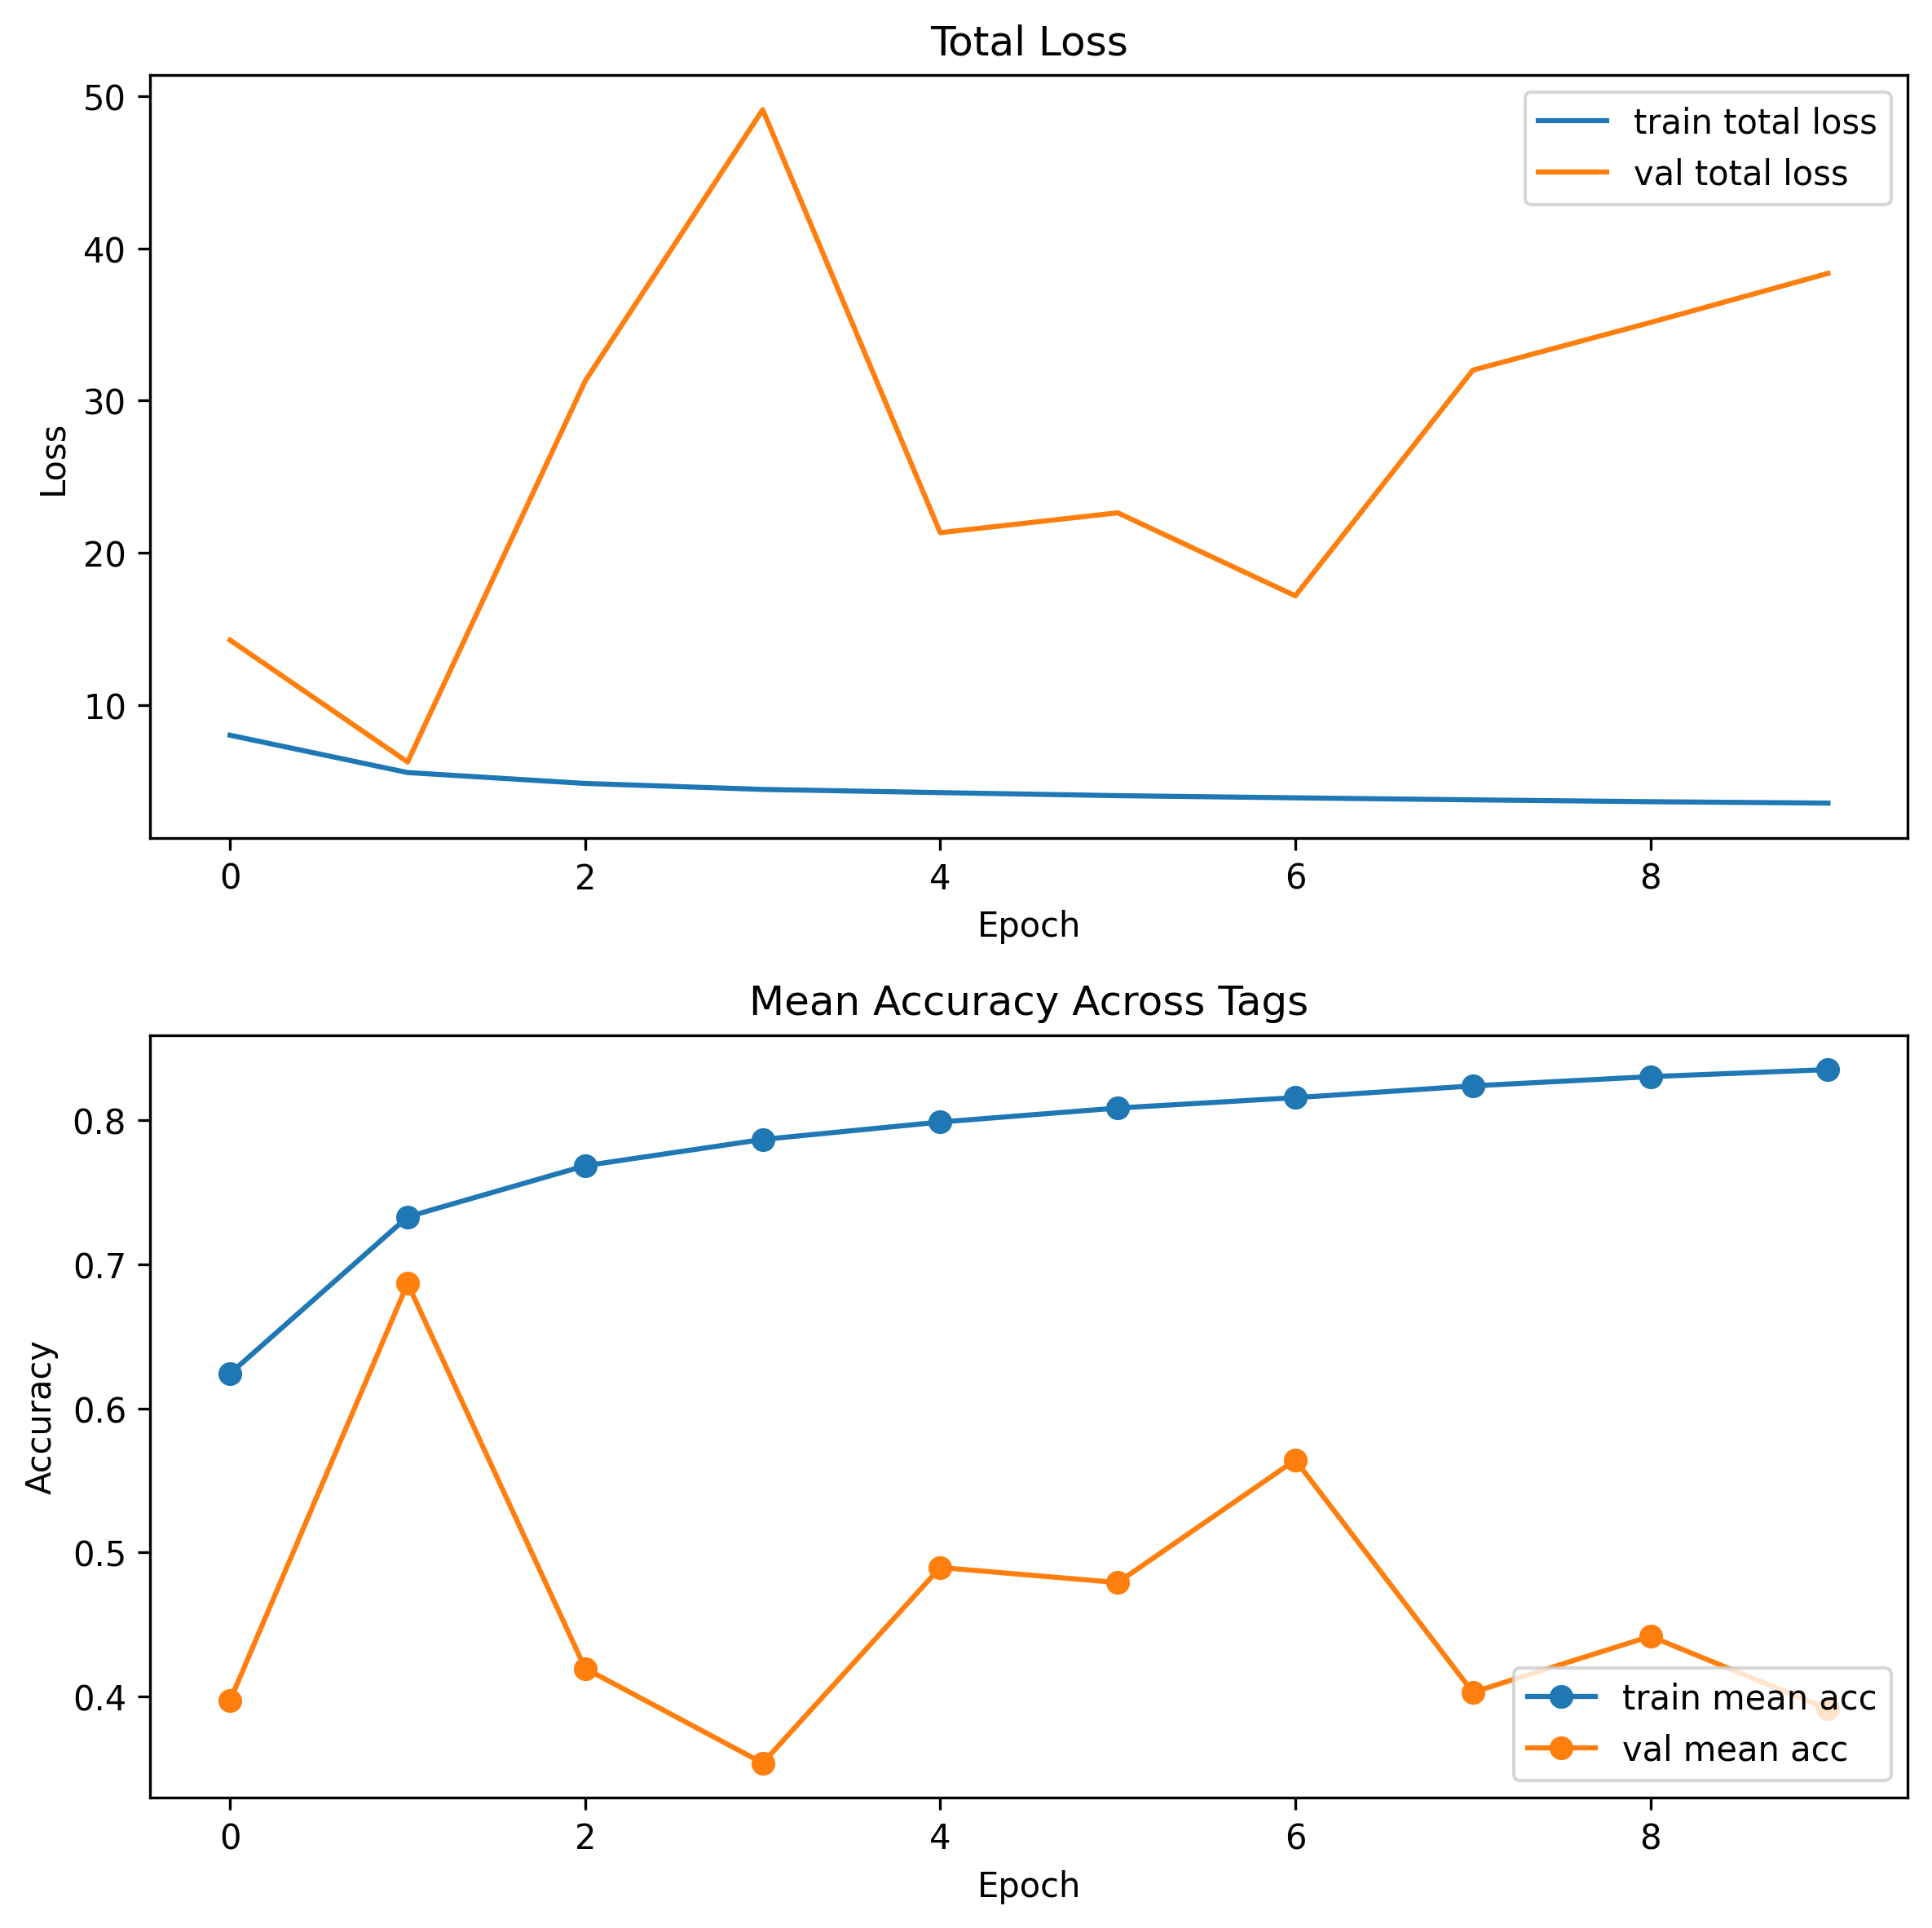 Total Loss
50
40
30
20
10
Loss
train total loss
val total loss
0 2 4 6 8
Epoch
Mean Accuracy Across Tags
0.8
0.7
0.6
0.5
0.4
Accuracy
train mean acc
val mean acc
0 2 4 6 8
Epoch